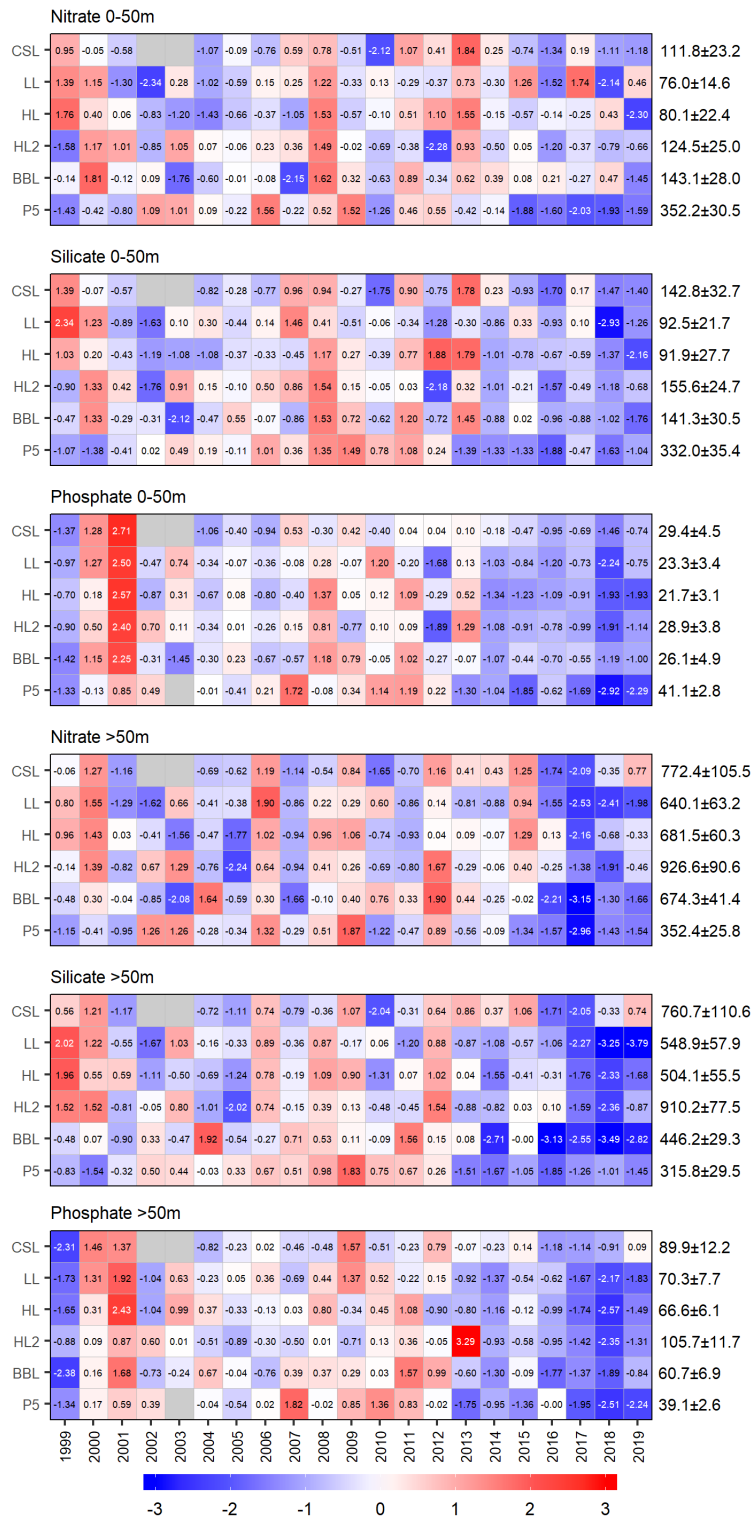 Nitrate 0-50m
CSL 0.95 -0.05 -0.58 -1.07 -0.09 -0.76 0.59 0.78 -0.51 -2.12 1.07 0.41 1.84 0.25 -0.74 -1.34 0.19 -1.11 -1.18 111.8±23.2
LL 1.39 1.15 -1.30 -2.34 0.28 -1.02 -0.59 0.15 0.25 1.22 -0.33 0.13 -0.29 -0.37 0.73 -0.30 1.26 -1.52 1.74 -2.14 0.46 76.0±14.6
HL 1.76 0.40 0.06 -0.83 -1.20 -1.43 -0.66 -0.37 -1.05 1.53 -0.57 -0.10 0.51 1.10 1.55 -0.15 -0.57 -0.14 -0.25 0.43 -2.30 80.1±22.4
HL2 -1.58 1.17 1.01 -0.85 1.05 0.07 -0.06 0.23 0.36 1.49 -0.02 -0.69 -0.38 -2.28 0.93 -0.50 0.05 -1.20 -0.37 -0.79 -0.66 124.5±25.0
BBL -0.14 1.81 -0.12 0.09 -1.76 -0.60 -0.01 -0.08 -2.15 1.62 0.32 -0.63 0.89 -0.34 0.62 0.39 0.08 0.21 -0.27 0.47 -1.45 143.1±28.0
P5 -1.43 -0.42 -0.80 1.09 1.01 0.09 -0.22 1.56 -0.22 0.52 1.52 -1.26 0.46 0.55 -0.42 -0.14 -1.88 -1.60 -2.03 -1.93 -1.59 352.2±30.5
Silicate 0-50m
CSL 1.39 -0.07 -0.57 -0.82 -0.28 -0.77 0.96 0.94 -0.27 -1.75 0.90 -0.75 1.78 0.23 -0.93 -1.70 0.17 -1.47 -1.40 142.8±32.7
LL 2.34 1.23 -0.89 -1.63 0.10 0.30 -0.44 0.14 1.46 0.41 -0.51 -0.06 -0.34 -1.28 -0.30 -0.86 0.33 -0.93 0.10 -2.93 -1.26 92.5±21.7
HL 1.03 0.20 -0.43 -1.19 -1.08 -1.08 -0.37 -0.33 -0.45 1.17 0.27 -0.39 0.77 1.88 1.79 -1.01 -0.78 -0.67 -0.59 -1.37 -2.16 91.9±27.7
HL2 -0.90 1.33 0.42 -1.76 0.91 0.15 -0.10 0.50 0.86 1.54 0.15 -0.05 0.03 -2.18 0.32 -1.01 -0.21 -1.57 -0.49 -1.18 -0.68 155.6±24.7
BBL -0.47 1.33 -0.29 -0.31 -2.12 -0.47 0.55 -0.07 -0.86 1.53 0.72 -0.62 1.20 -0.72 1.45 -0.88 0.02 -0.96 -0.88 -1.02 -1.76 141.3±30.5
P5 -1.07 -1.38 -0.41 0.02 0.49 0.19 -0.11 1.01 0.36 1.35 1.49 0.78 1.08 0.24 -1.39 -1.33 -1.33 -1.88 -0.47 -1.63 -1.04 332.0±35.4
Phosphate 0-50m
CSL -1.37 1.28 2.71 -1.06 -0.40 -0.94 0.53 -0.30 0.42 -0.40 0.04 0.04 0.10 -0.18 -0.47 -0.95 -0.69 -1.46 -0.74 29.4±4.5
LL -0.97 1.27 2.50 -0.47 0.74 -0.34 -0.07 -0.36 -0.08 0.28 -0.07 1.20 -0.20 -1.68 0.13 -1.03 -0.84 -1.20 -0.73 -2.24 -0.75 23.3±3.4
HL -0.70 0.18 2.57 -0.87 0.31 -0.67 0.08 -0.80 -0.40 1.37 0.05 0.12 1.09 -0.29 0.52 -1.34 -1.23 -1.09 -0.91 -1.93 -1.93 21.7±3.1
HL2 -0.90 0.50 2.40 0.70 0.11 -0.34 0.01 -0.26 0.15 0.81 -0.77 0.10 0.09 -1.89 1.29 -1.08 -0.91 -0.78 -0.99 -1.91 -1.14 28.9±3.8
BBL -1.42 1.15 2.25 -0.31 -1.45 -0.30 0.23 -0.67 -0.57 1.18 0.79 -0.05 1.02 -0.27 -0.07 -1.07 -0.44 -0.70 -0.55 -1.19 -1.00 26.1±4.9
P5 -1.33 -0.13 0.85 0.49 -0.01 -0.41 0.21 1.72 -0.08 0.34 1.14 1.19 0.22 -1.30 -1.04 -1.85 -0.62 -1.69 -2.92 -2.29 41.1±2.8
Nitrate >50m
CSL -0.06 1.27 -1.16 -0.69 -0.62 1.19 -1.14 -0.54 0.84 -1.65 -0.70 1.16 0.41 0.43 1.25 -1.74 -2.09 -0.35 0.77 772.4±105.5
LL 0.80 1.55 -1.29 -1.62 0.66 -0.41 -0.38 1.90 -0.86 0.22 0.29 0.60 -0.86 0.14 -0.81 -0.88 0.94 -1.55 -2.53 -2.41 -1.98 640.1±63.2
HL 0.96 1.43 0.03 -0.41 -1.56 -0.47 -1.77 1.02 -0.94 0.96 1.06 -0.74 -0.93 0.04 -0.09 -0.07 1.29 0.13 -2.16 -0.68 -0.33 681.5±60.3
HL2 -0.14 1.39 -0.82 0.67 1.29 -0.76 -2.24 0.64 -0.94 0.41 0.26 -0.69 -0.80 1.67 -0.29 -0.06 0.40 -0.25 -1.38 -1.91 -0.46 926.6±90.6
BBL -0.48 0.30 -0.04 -0.85 -2.08 1.64 -0.59 0.30 -1.66 -0.10 0.40 0.76 0.33 1.90 0.44 -0.25 -0.02 -2.21 -3.15 -1.30 -1.66 674.3±41.4
P5 -1.15 -0.41 -0.95 1.26 1.26 -0.28 -0.34 1.32 -0.29 0.51 1.87 -1.22 -0.47 0.89 -0.56 -0.09 -1.34 -1.57 -2.96 -1.43 -1.54 352.4±25.8
Silicate >50m
CSL 0.56 1.21 -1.17 -0.72 -1.11 0.74 -0.79 -0.36 1.07 -2.04 -0.31 0.64 0.86 0.37 1.06 -1.71 -2.05 -0.33 0.74 760.7±110.6
LL 2.02 1.22 -0.55 -1.67 1.03 -0.16 -0.33 0.89 -0.36 0.87 -0.17 0.06 -1.20 0.88 -0.87 -1.08 -0.57 -1.06 -2.27 -3.25 -3.79 548.9±57.9
HL 1.96 0.55 0.59 -1.11 -0.50 -0.69 -1.24 0.78 -0.19 1.09 0.90 -1.31 0.07 1.02 0.04 -1.55 -0.41 -0.31 -1.76 -2.33 -1.68 504.1±55.5
HL2 1.52 1.52 -0.81 -0.05 0.80 -1.01 -2.02 0.74 -0.15 0.39 0.13 -0.48 -0.45 1.54 -0.88 -0.82 0.03 0.10 -1.59 -2.36 -0.87 910.2±77.5
BBL -0.48 0.07 -0.90 0.33 -0.47 1.92 -0.54 -0.27 0.71 0.53 0.11 -0.09 1.56 0.15 0.08 -2.71 -0.00 -3.13 -2.55 -3.49 -2.82 446.2±29.3
P5 -0.83 -1.54 -0.32 0.50 0.44 -0.03 0.33 0.67 0.51 0.98 1.83 0.75 0.67 0.26 -1.51 -1.67 -1.05 -1.85 -1.26 -1.01 -1.45 315.8±29.5
Phosphate >50m
CSL -2.31 1.46 1.37 -0.82 -0.23 0.02 -0.46 -0.48 1.57 -0.51 -0.23 0.79 -0.07 -0.23 0.14 -1.18 -1.14 -0.91 0.09 89.9±12.2
LL -1.73 1.31 1.92 -1.04 0.63 -0.23 0.05 0.36 -0.69 0.44 1.37 0.52 -0.22 0.15 -0.92 -1.37 -0.54 -0.62 -1.67 -2.17 -1.83 70.3±7.7
HL -1.65 0.31 2.43 -1.04 0.99 0.37 -0.33 -0.13 0.03 0.80 -0.34 0.45 1.08 -0.90 -0.80 -1.16 -0.12 -0.99 -1.74 -2.57 -1.49 66.6±6.1
HL2 -0.88 0.09 0.87 0.60 0.01 -0.51 -0.89 -0.30 -0.50 0.01 -0.71 0.13 0.36 -0.05 3.29 -0.93 -0.58 -0.95 -1.42 -2.35 -1.31 105.7±11.7
BBL -2.38 0.16 1.68 -0.73 -0.24 0.67 -0.04 -0.76 0.39 0.37 0.29 0.03 1.57 0.99 -0.60 -1.30 -0.09 -1.77 -1.37 -1.89 -0.84 60.7±6.9
P5 -1.34 0.17 0.59 0.39 -0.04 -0.54 0.02 1.82 -0.02 0.85 1.36 0.83 -0.02 -1.75 -0.95 -1.36 -0.00 -1.95 -2.51 -2.24 39.1±2.6
1999 2000 2001 2002 2003 2004 2005 2006 2007 2008 2009 2010 2011 2012 2013 2014 2015 2016 2017 2018 2019
-3 -2 -1 0 1 2 3